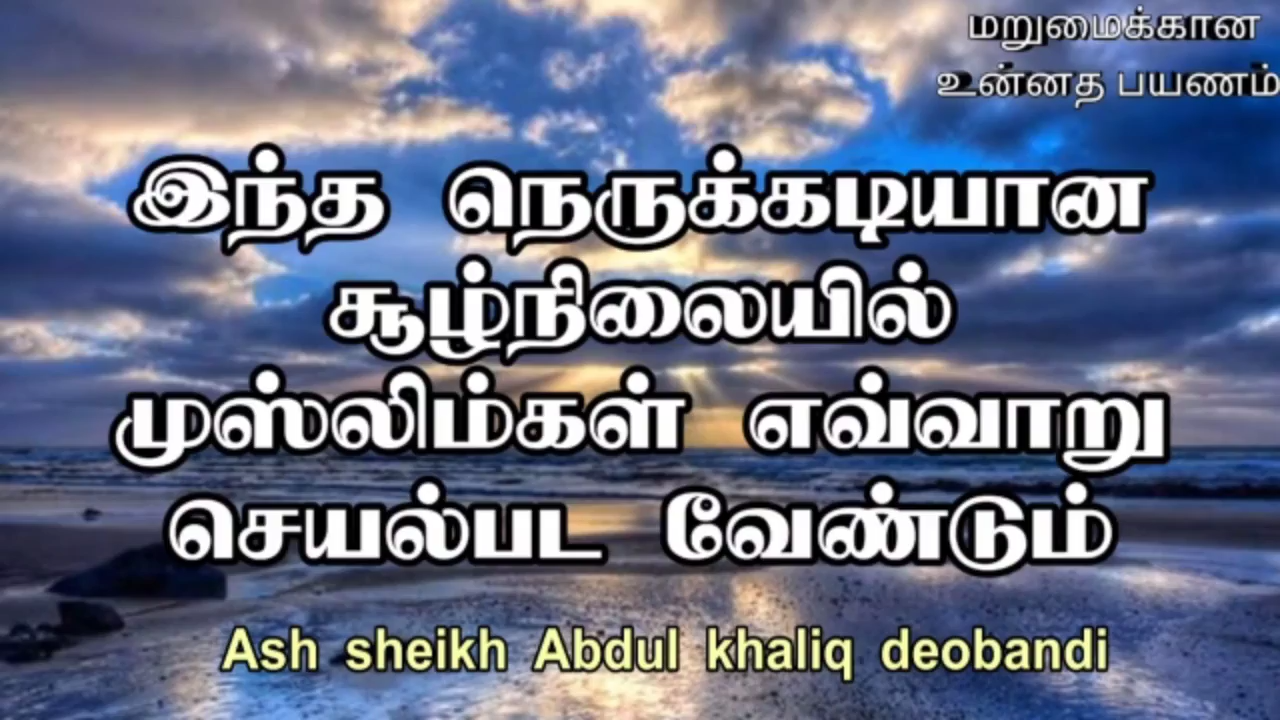 மறுமைக்கான
உன்னத பயணம்
இந்த நெருக்கடியான
சூழ்நிலையில்
முஸ்லிம்கள் எவ்வாறு
செயல்பட வேண்டும்
Ash sheikh Abdul khaliq deobandi